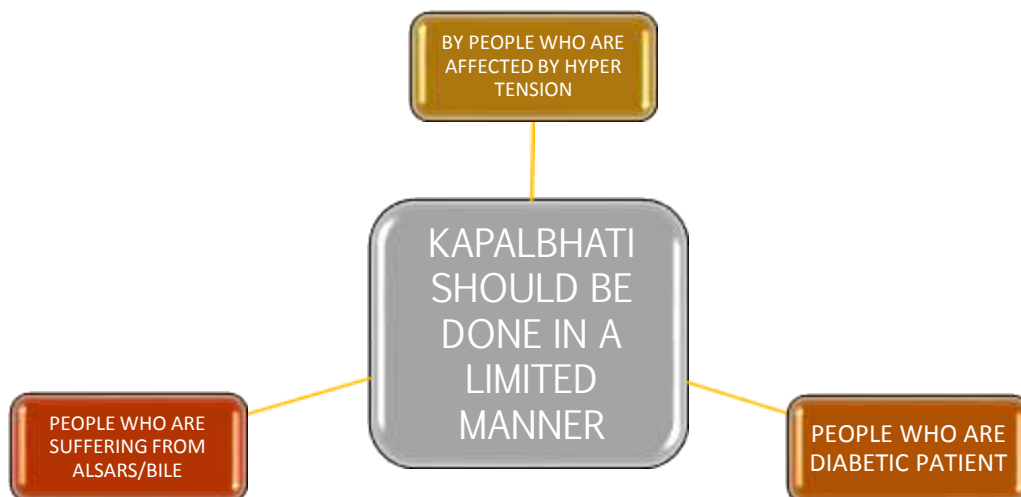 BY PEOPLE WHO ARE
AFFECTED BY HYPER
TENSION
KAPALBHATI
SHOULD BE
DONE IN A
LIMITED
MANNER
PEOPLE WHO ARE
SUFFERING FROM
ALSARS/BILE
PEOPLE WHO ARE
DIABETIC PATIENT